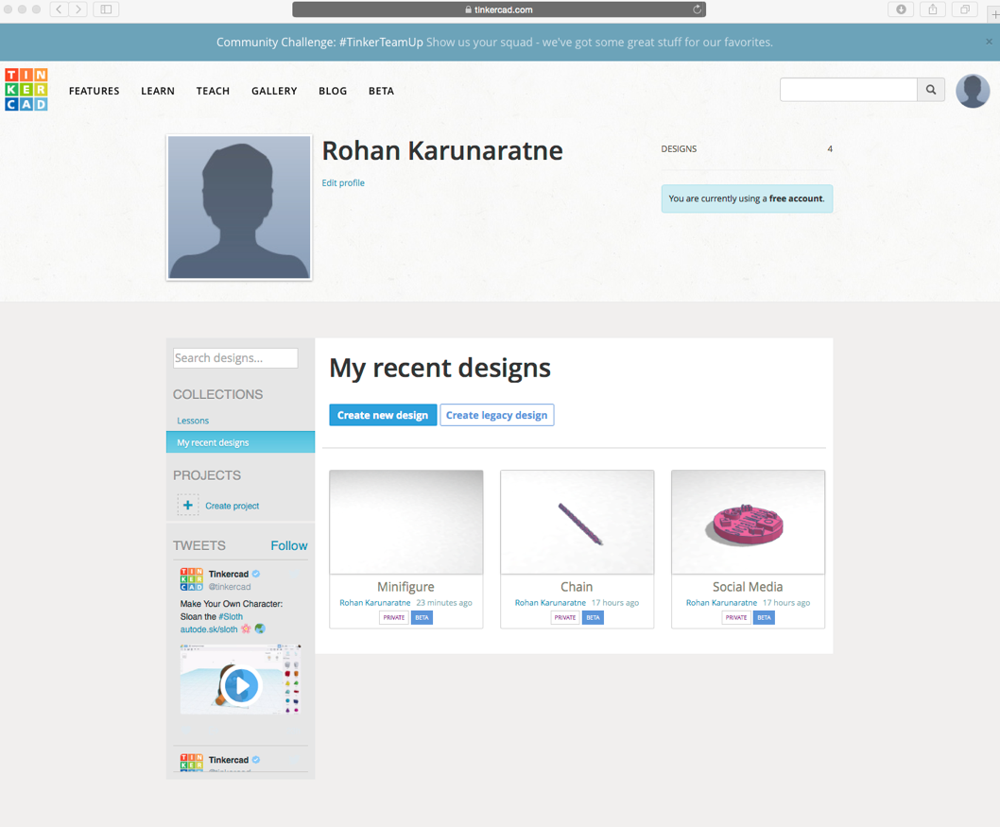 tinkercad.com
Community Challenge: #TinkerTeamUp Show us your squad - we've got some great stuff for our favorites.
×
TIN
KER
CAD
FEATURES LEARN TEACH GALLERY BLOG BETA
Rohan Karunaratne
Edit profile
DESIGNS 4
You are currently using a free account.
Search designs...
COLLECTIONS
Lessons
My recent designs
PROJECTS
+ Create project
TWEETS Follow
TIN
KER
CAD
Tinkercad
@tinkercad
Make Your Own Character:
Sloan the #Sloth
autode.sk/sloth
TIN
KER
Tinkercad
@tinkercad
My recent designs
Create new design Create legacy design
Minifigure
Rohan Karunaratne 23 minutes ago
PRIVATE BETA
Chain
Rohan Karunaratne 17 hours ago
PRIVATE BETA
Social Media
Rohan Karunaratne 17 hours ago
PRIVATE BETA